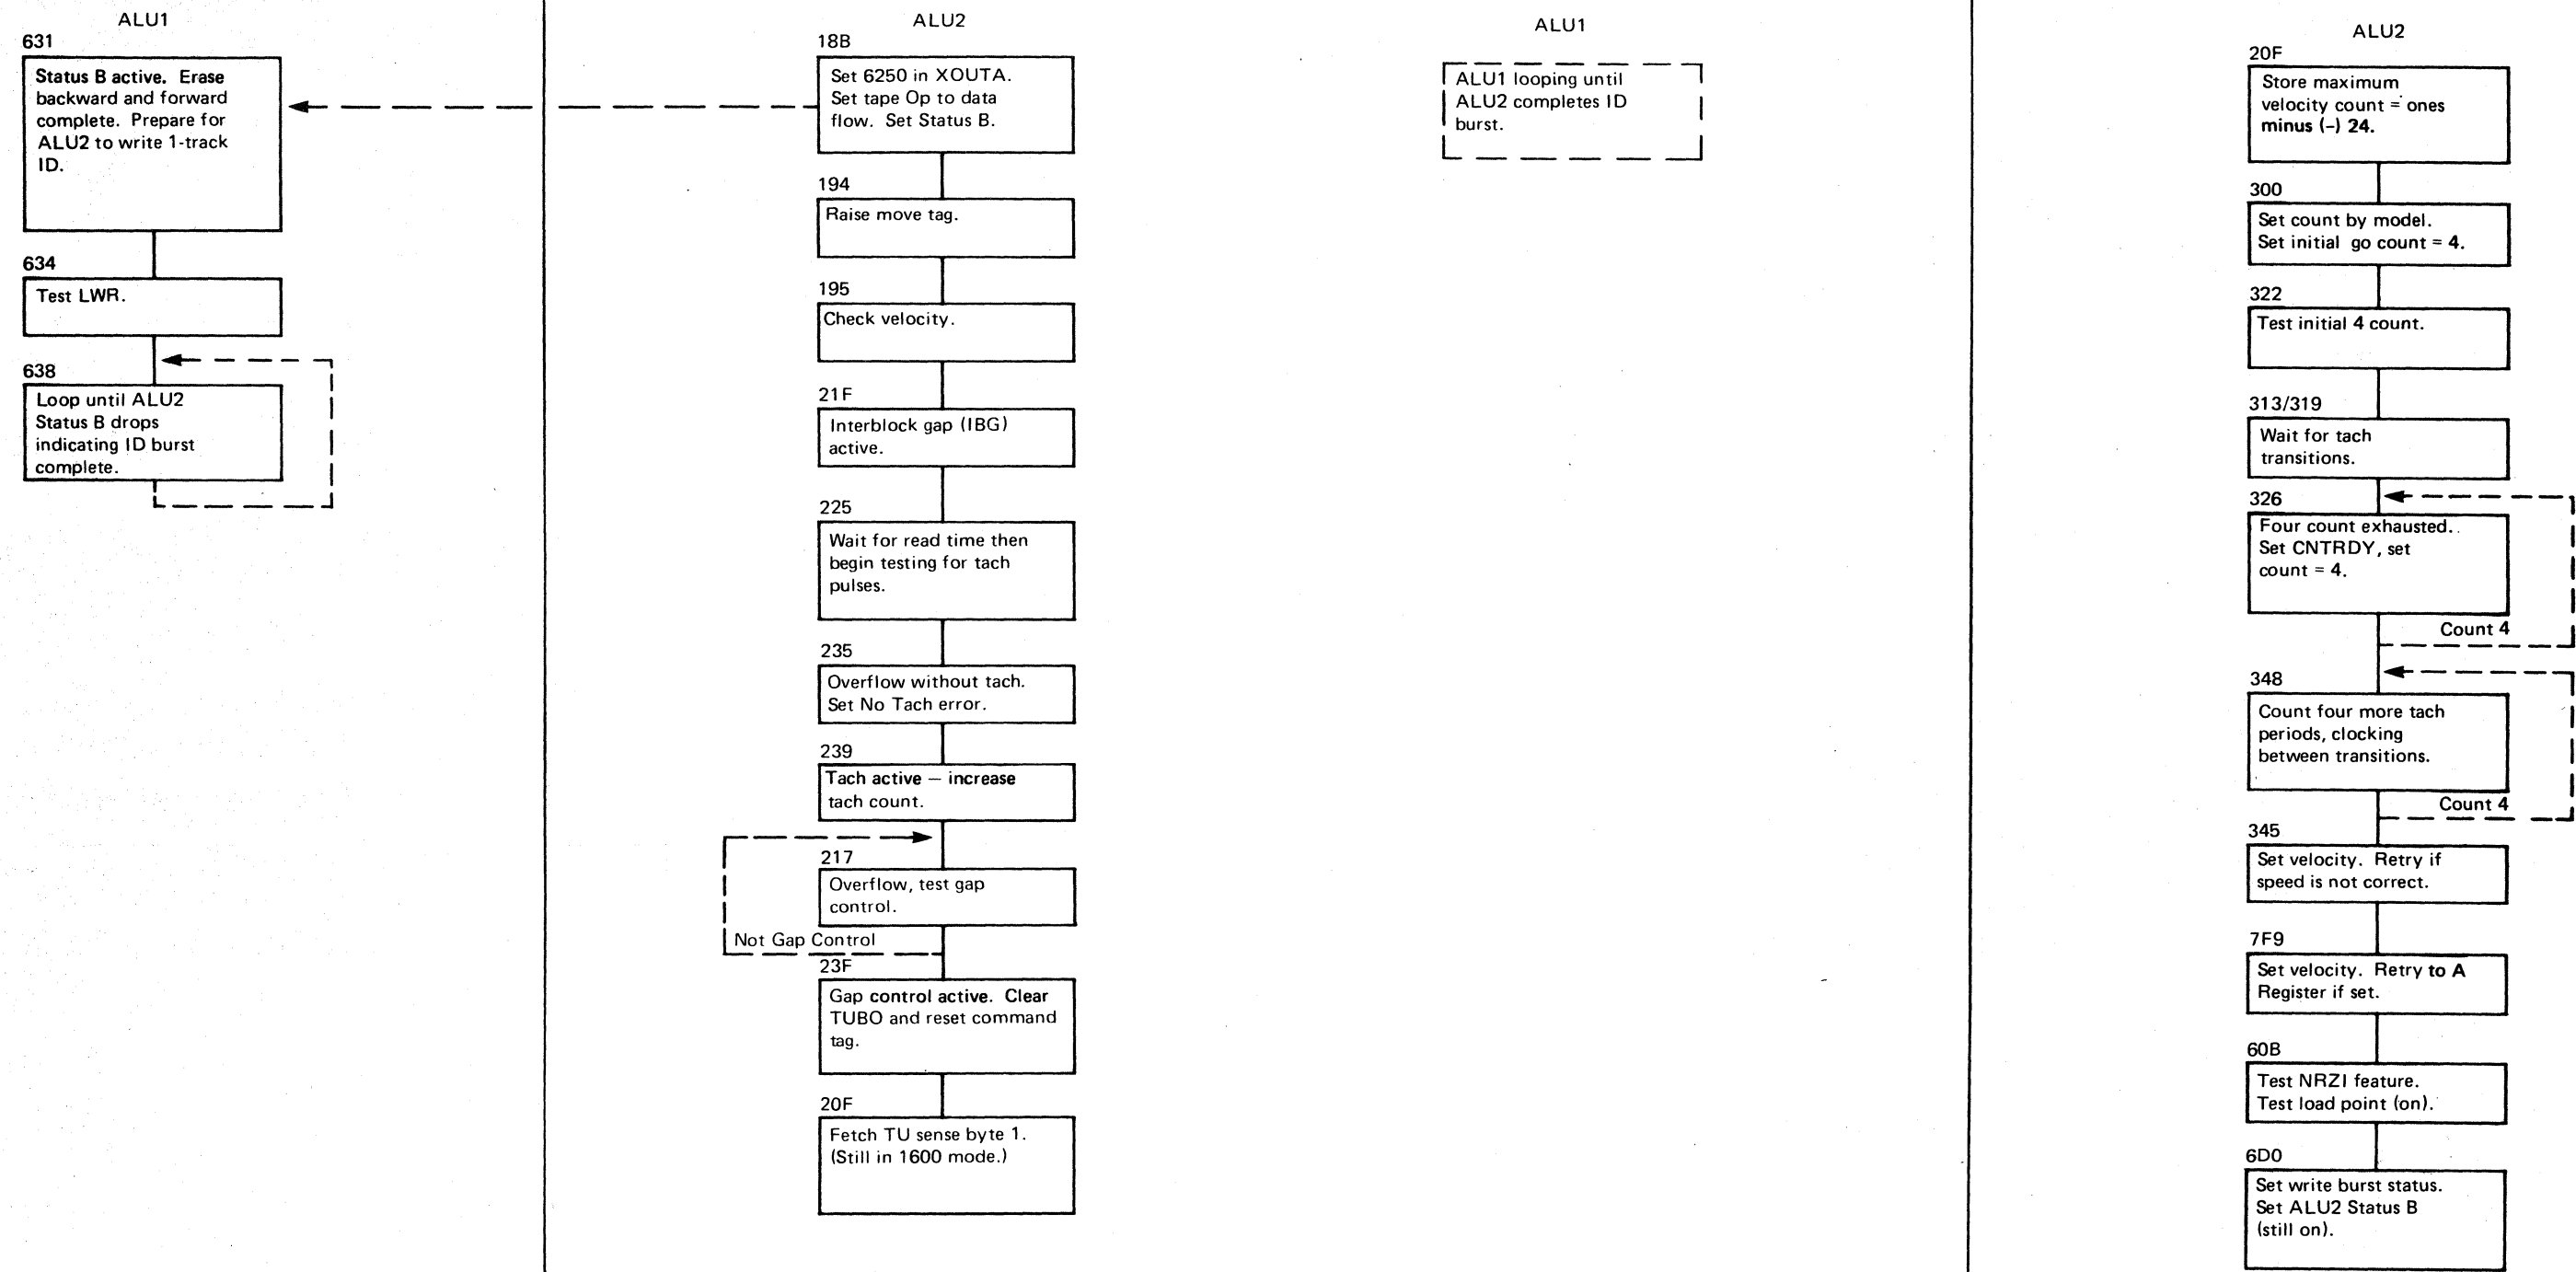 ALU1
631
Status B active. Erase
backward and forward
complete. Prepare for
ALU2 to write 1-track
ID.
634
Test LWR.
638
Loop until ALU2
Status B drops
indicating ID burst
complete.
ALU2
18B
Set 6250 in XOUTA.
Set tape Op to data
flow. Set Status B.
194
Raise move tag.
195
Check velocity.
21F
Interblock gap (IBG)
active.
225
Wait for read time then
begin testing for tach
pulses.
235
Overflow without tach.
Set No Tach error.
239
Tach active — increase
tach count.
217
Overflow, test gap
control.
Not Gap Control
23F
Gap control active. Clear
TUBO and reset command
tag.
20F
Fetch TU sense byte 1.
(Still in 1600 mode.)
ALU1
ALU1 looping until
ALU2 completes ID
burst.
ALU2
20F
Store maximum
velocity count = ones
minus (-) 24.
300
Set count by model.
Set initial go count = 4.
322
Test initial 4 count.
313/319
Wait for tach
transitions.
326
Four count exhausted.
Set CNTRDY, set
count = 4.
Count 4
348
Count four more tach
periods, clocking
between transitions.
Count 4
345
Set velocity. Retry if
speed is not correct.
7F9
Set velocity. Retry to A
Register if set.
60B
Test NRZI feature.
Test load point (on).
6D0
Set write burst status.
Set ALU2 Status B
(still on).